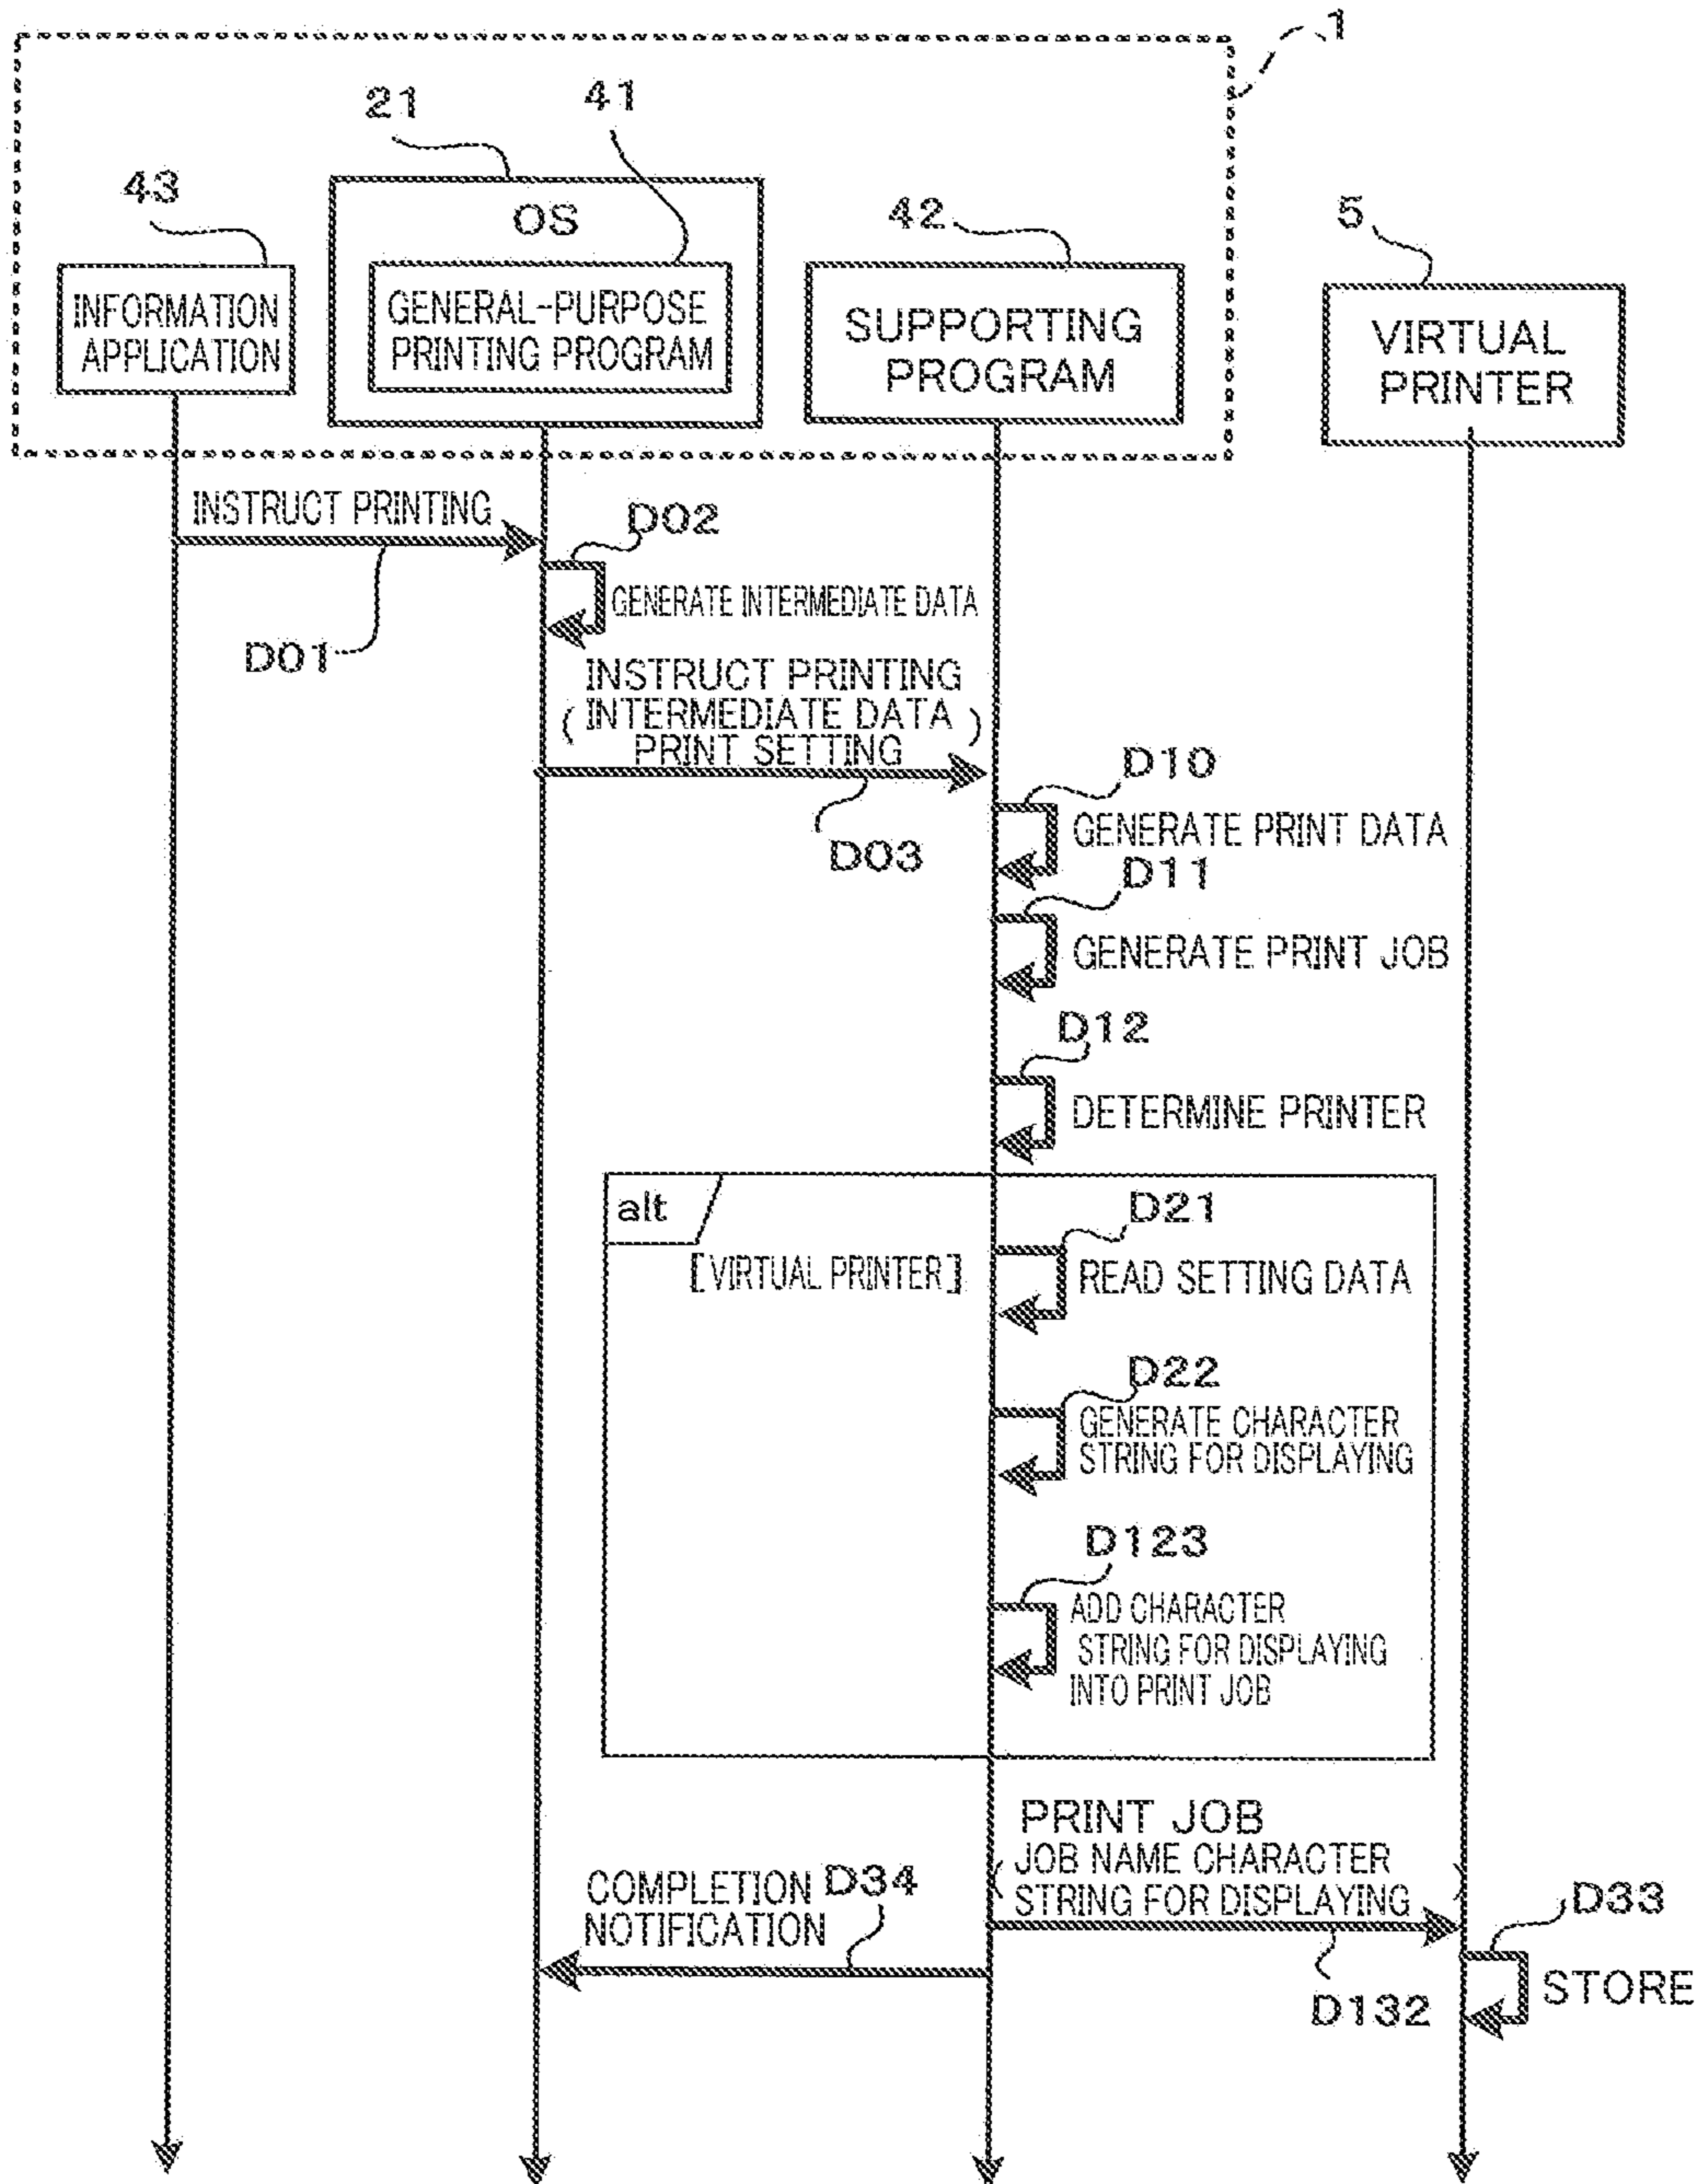 1
21
41
43
OS
42
5
INFORMATION
APPLICATION
GENERAL-PURPOSE
PRINTING PROGRAM
SUPPORTING
PROGRAM
VIRTUAL
PRINTER
INSTRUCT PRINTING
D02
GENERATE INTERMEDIATE DATA
D01
INSTRUCT PRINTING
( INTERMEDIATE DATA )
PRINT SETTING
D10
GENERATE PRINT DATA
D03
D11
GENERATE PRINT JOB
D12
DETERMINE PRINTER
alt
D21
[VIRTUAL PRINTER]
READ SETTING DATA
D22
GENERATE CHARACTER
STRING FOR DISPLAYING
D123
ADD CHARACTER
STRING FOR DISPLAYING
INTO PRINT JOB
PRINT JOB
( JOB NAME CHARACTER
STRING FOR DISPLAYING )
COMPLETION
NOTIFICATION
D34
D33
STORE
D132